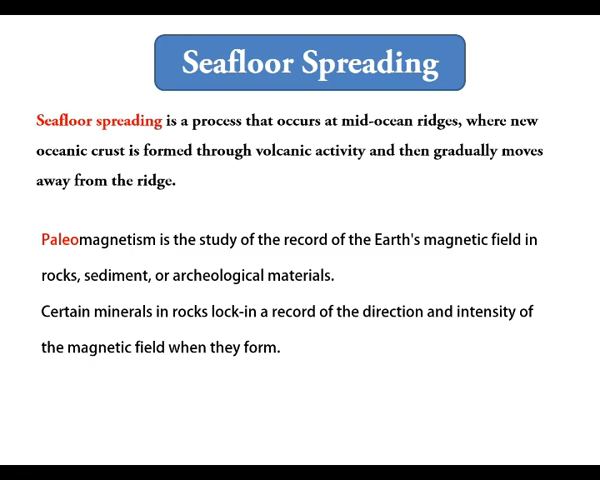 Seafloor Spreading
Seafloor spreading is a process that occurs at mid-ocean ridges, where new
oceanic crust is formed through volcanic activity and then gradually moves
away from the ridge.
Paleomagnetism is the study of the record of the Earth's magnetic field in
rocks, sediment, or archeological materials.
Certain minerals in rocks lock-in a record of the direction and intensity of
the magnetic field when they form.